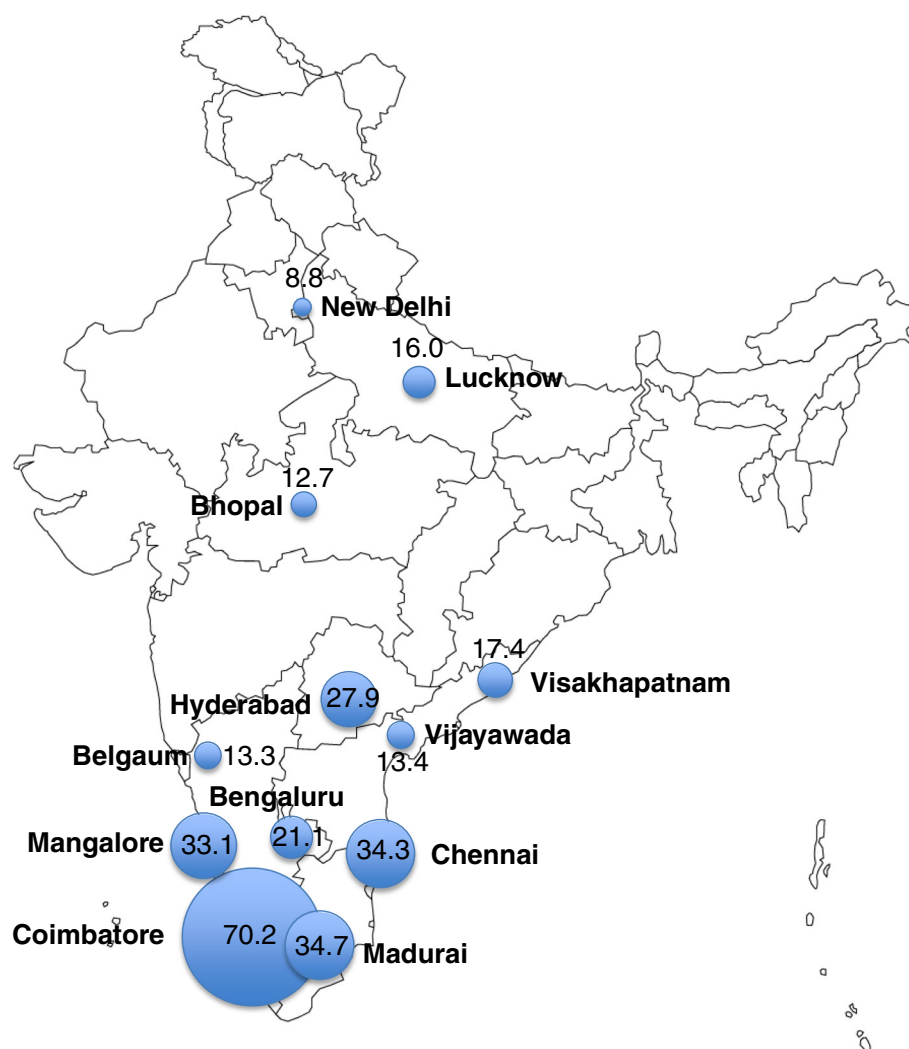 8.8
New Delhi
16.0
Lucknow
12.7
Bhopal
17.4
Visakhapatnam
27.9
Hyderabad
Vijayawada
13.4
Belgaum
13.3
Bengaluru
21.1
Mangalore
33.1
34.3
Chennai
Coimbatore
70.2
34.7
Madurai